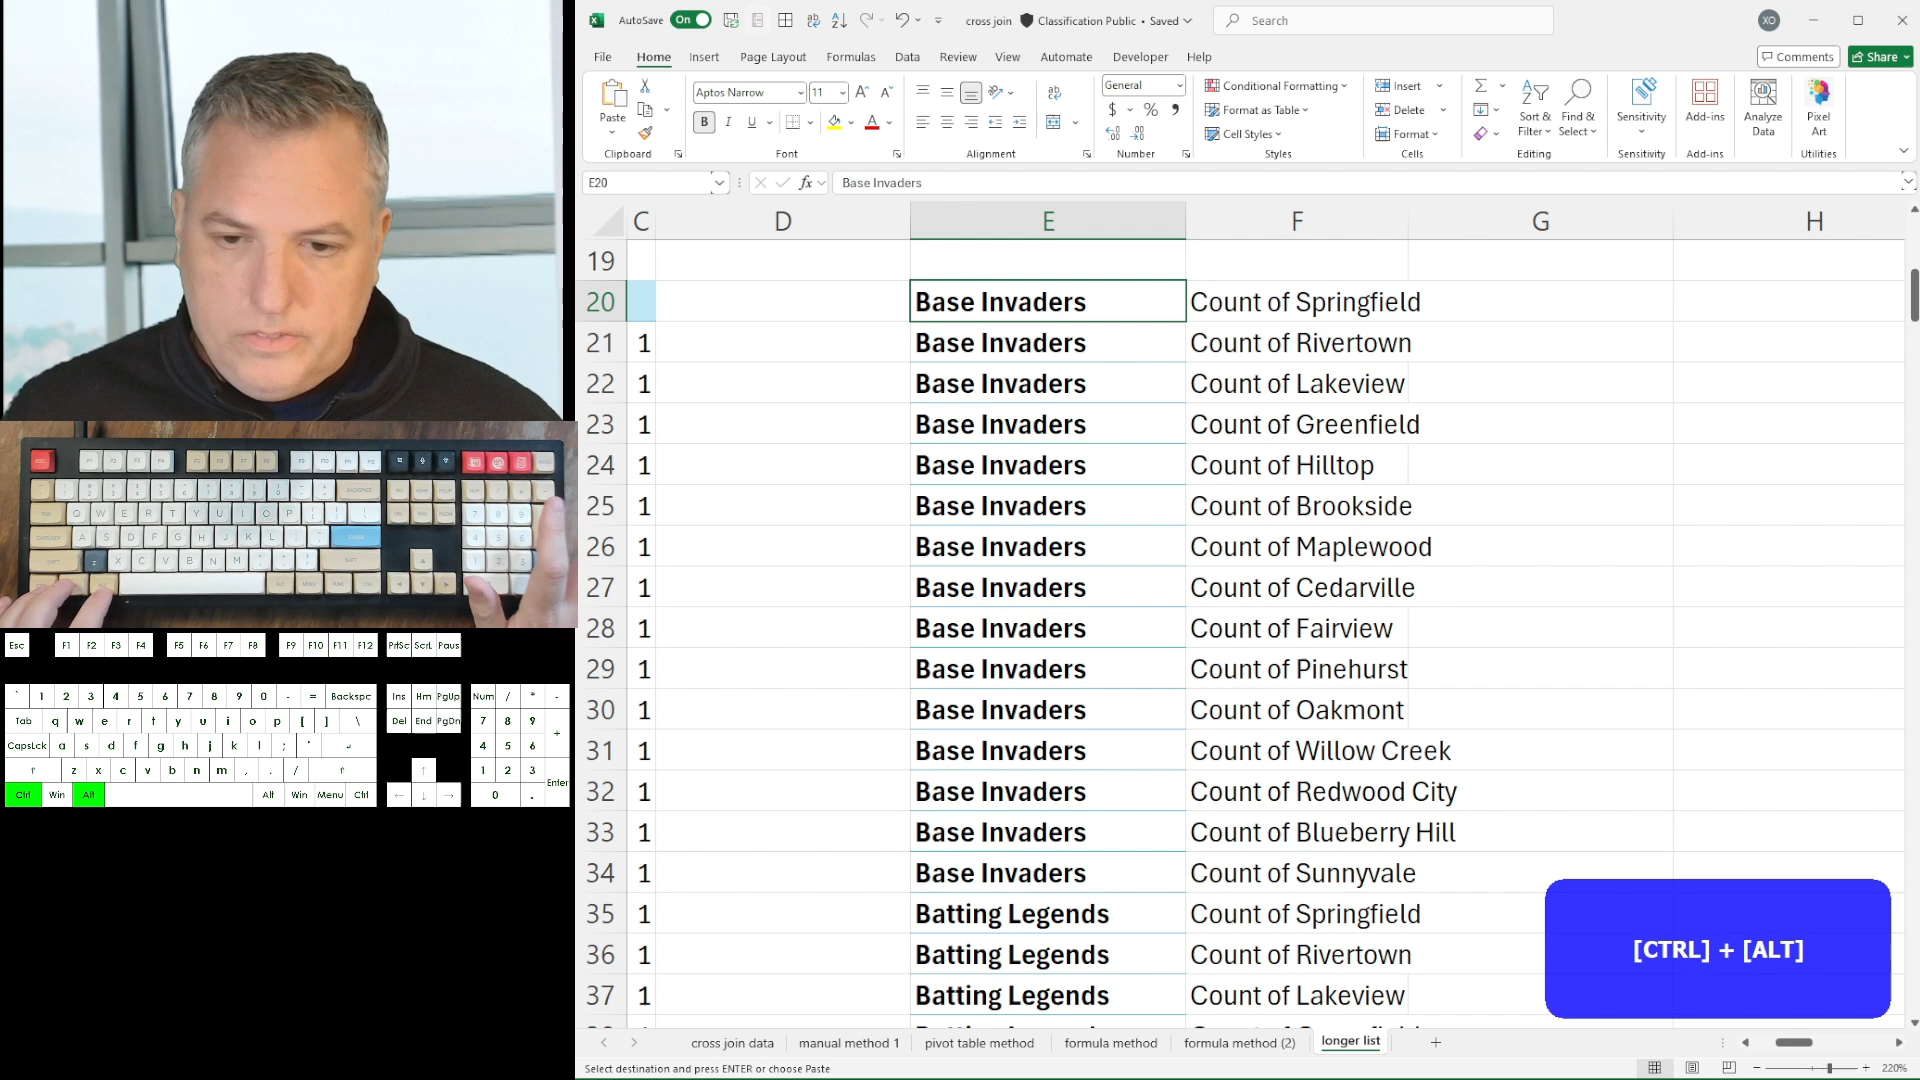 AutoSave On
cross join Classification Public • Saved
Search
XO
File Home Insert Page Layout Formulas Data Review View Automate Developer Help
Comments Share
Paste
Aptos Narrow 11
B I U
General
$ % 9
Conditional Formatting
Format as Table
Cell Styles
Insert
Delete
Format
Sort & Filter
Find & Select
Sensitivity
Add-ins
Analyze Data
Pixel Art
Clipboard Font Alignment Number Styles Cells Editing Sensitivity Add-ins Utilities
E20 fx Base Invaders
C D E F G H
19
20 Base Invaders Count of Springfield
21 1 Base Invaders Count of Rivertown
22 1 Base Invaders Count of Lakeview
23 1 Base Invaders Count of Greenfield
24 1 Base Invaders Count of Hilltop
25 1 Base Invaders Count of Brookside
26 1 Base Invaders Count of Maplewood
27 1 Base Invaders Count of Cedarville
28 1 Base Invaders Count of Fairview
29 1 Base Invaders Count of Pinehurst
30 1 Base Invaders Count of Oakmont
31 1 Base Invaders Count of Willow Creek
32 1 Base Invaders Count of Redwood City
33 1 Base Invaders Count of Blueberry Hill
34 1 Base Invaders Count of Sunnyvale
35 1 Batting Legends Count of Springfield
36 1 Batting Legends Count of Rivertown
37 1 Batting Legends Count of Lakeview
[CTRL] + [ALT]
cross join data manual method 1 pivot table method formula method formula method (2) longer list
Select destination and press ENTER or choose Paste
220%
Esc F1 F2 F3 F4 F5 F6 F7 F8 F9 F10 F11 F12 PrtSc ScrL Paus
` 1 2 3 4 5 6 7 8 9 0 - = Backspc Ins Hm PgUp Num / * -
Tab q w e r t y u i o p [ ] \ Del End PgDn 7 8 9 +
CapsLck a s d f g h j k l ; ' 4 5 6
z x c v b n m , . / 1 2 3 Enter
Ctrl Win Alt Alt Win Menu Ctrl 0 .